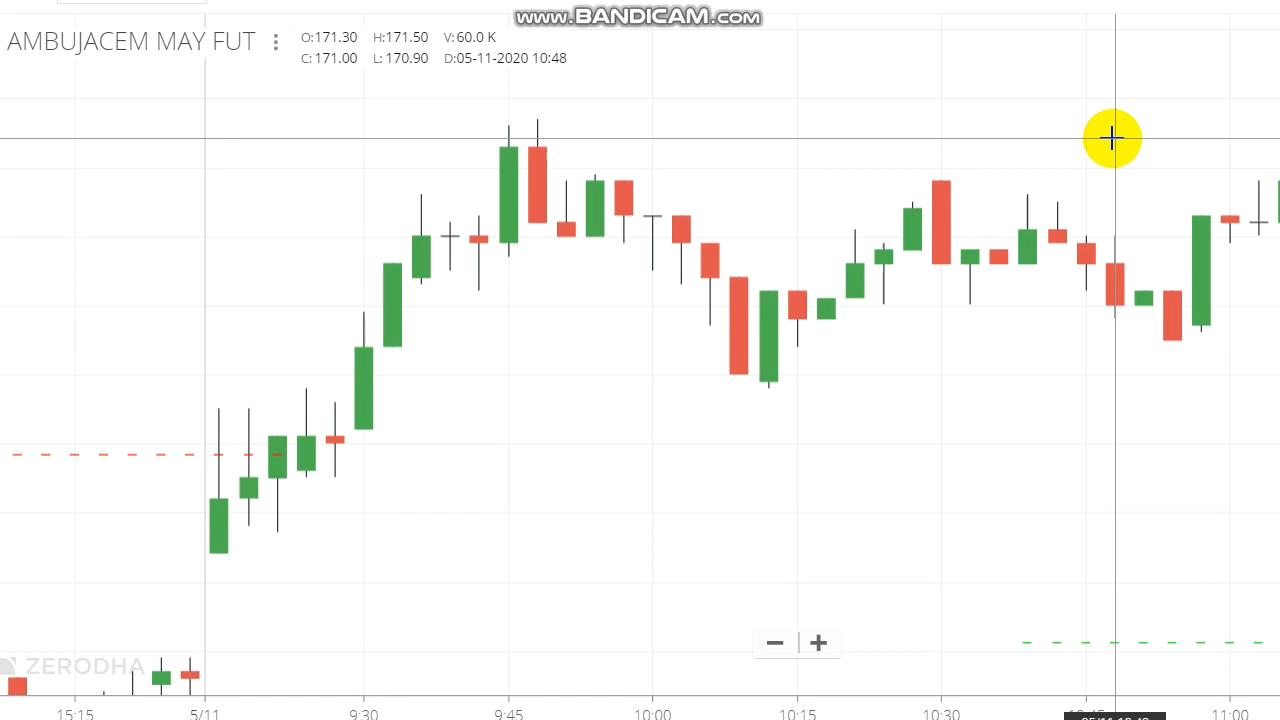 www.BANDICAM.com
AMBUJACEM MAY FUT
O:171.30 H:171.50 V:60.0 K
C:171.00 L:170.90 D:05-11-2020 10:48
ZERODHA
15:15 5/11 9:30 9:45 10:00 10:15 10:30 10:45 11:00